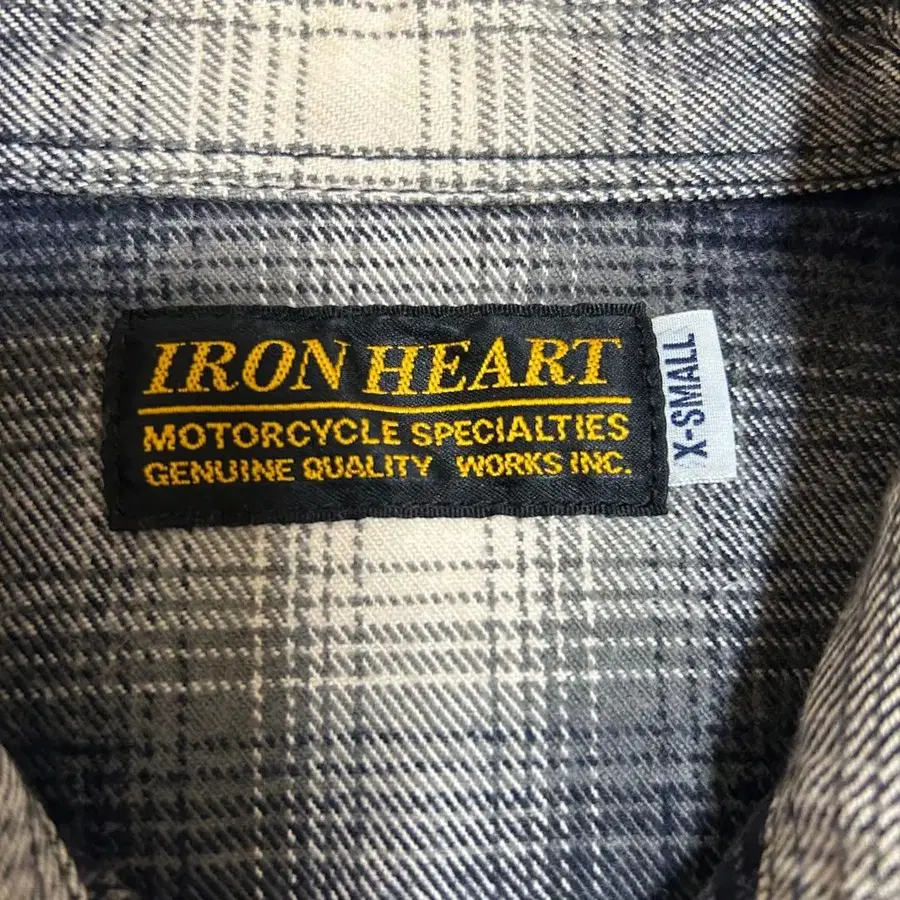 IRON HEART
MOTORCYCLE SPECIALTIES
GENUINE QUALITY WORKS INC.
X-SMALL